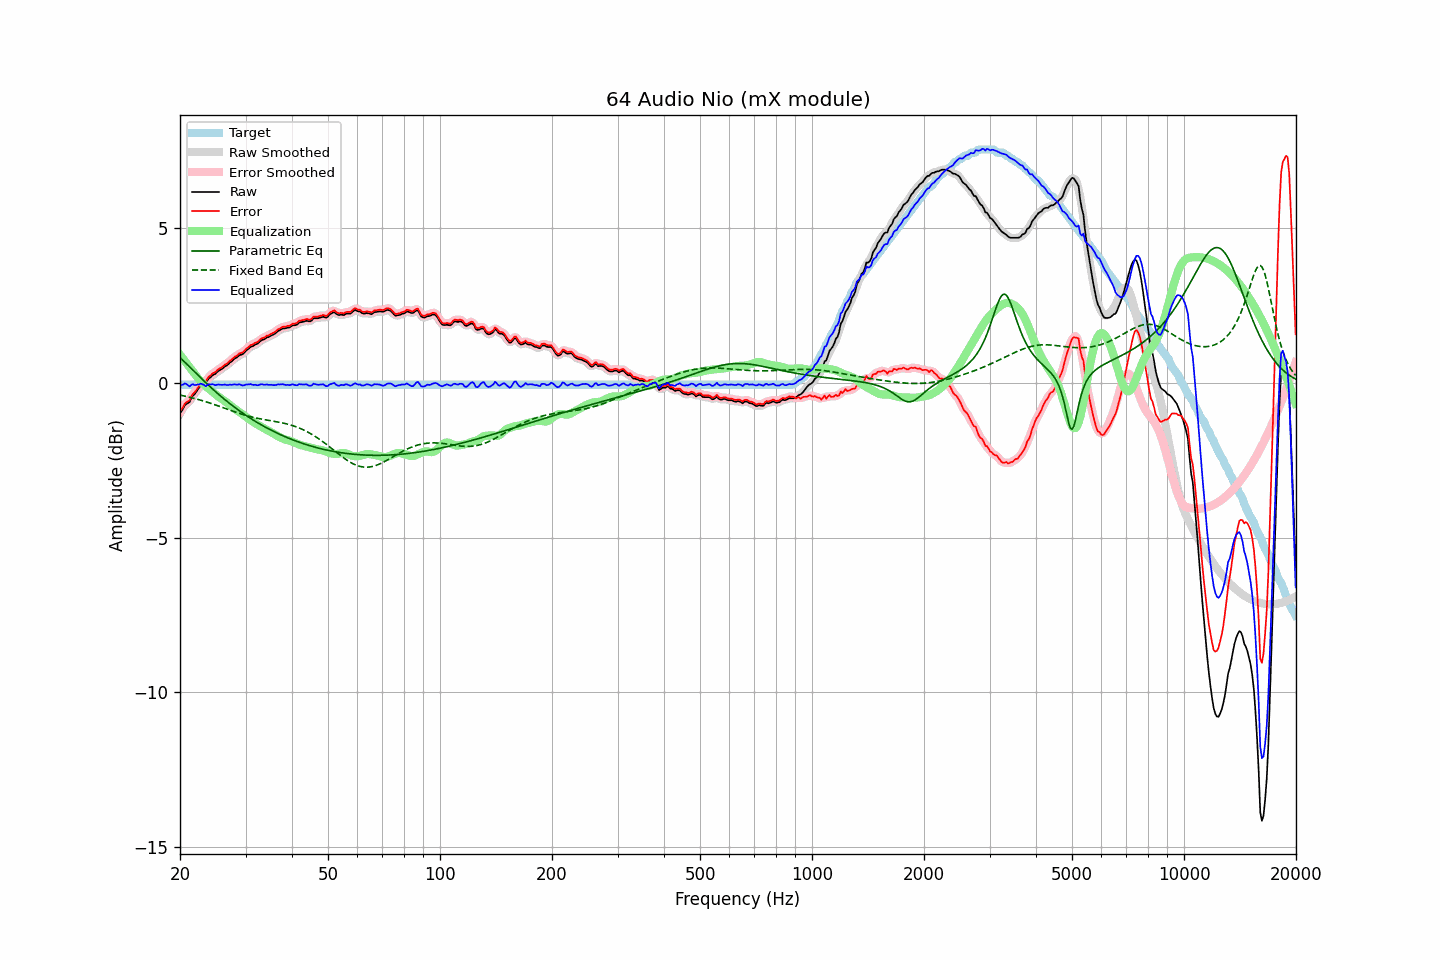 64 Audio Nio (mX module)
Target
Raw Smoothed
Error Smoothed
Raw
Error
Equalization
Parametric Eq
Fixed Band Eq
Equalized
5
0
−5
−10
−15
Amplitude (dBr)
20 50 100 200 500 1000 2000 5000 10000 20000
Frequency (Hz)